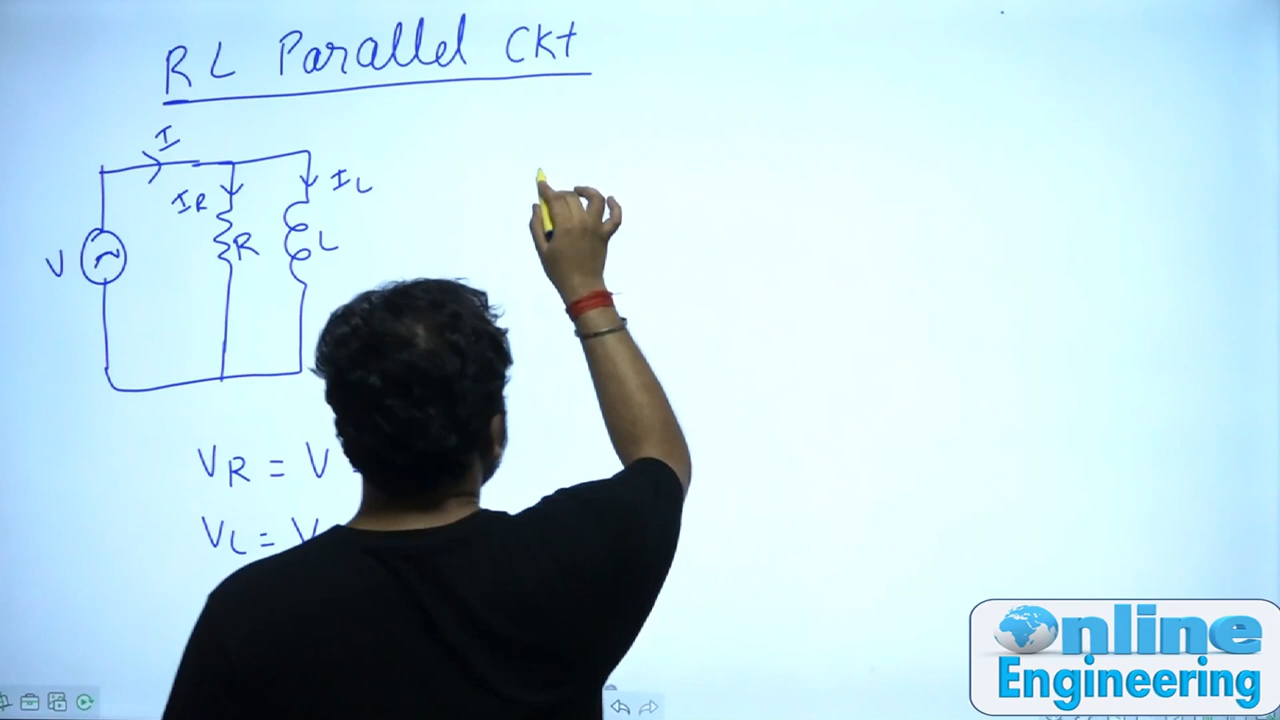 RL Parallel Ckt
I
IR
IL
V
R
L
VR = V
VL = V
Online
Engineering